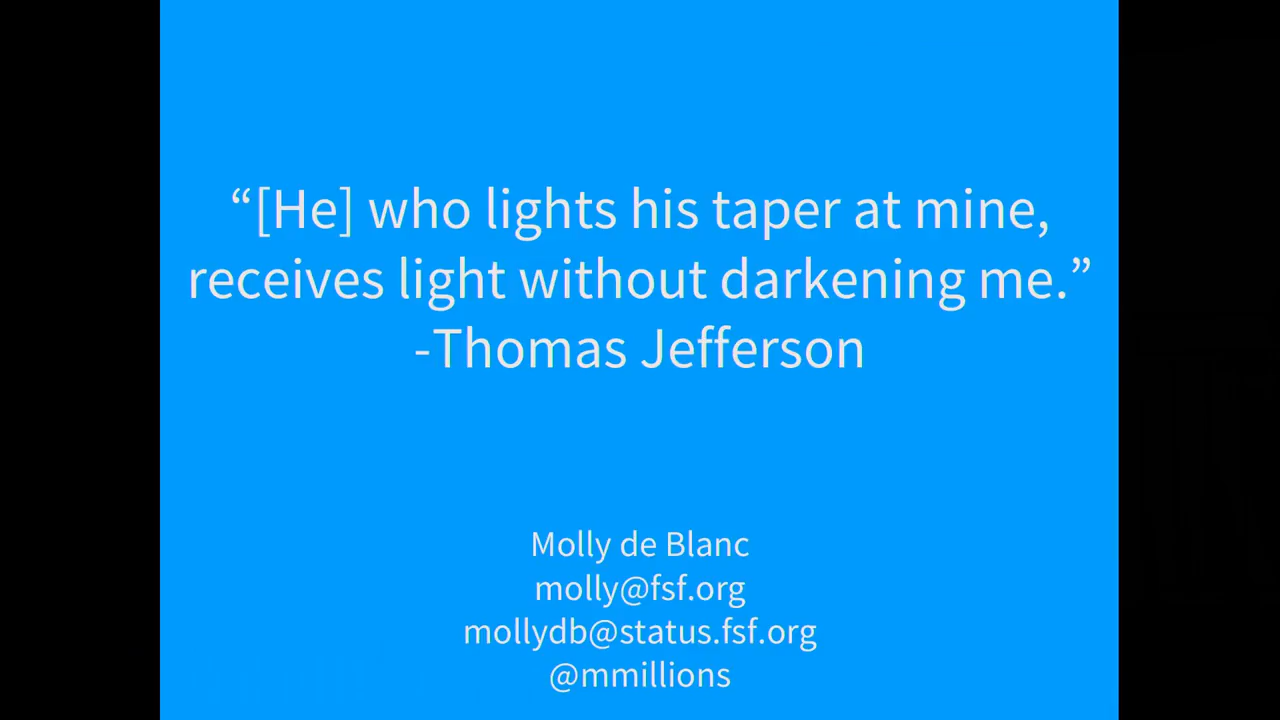 “[He] who lights his taper at mine,
receives light without darkening me.”
-Thomas Jefferson
Molly de Blanc
molly@fsf.org
mollydb@status.fsf.org
@mmillions